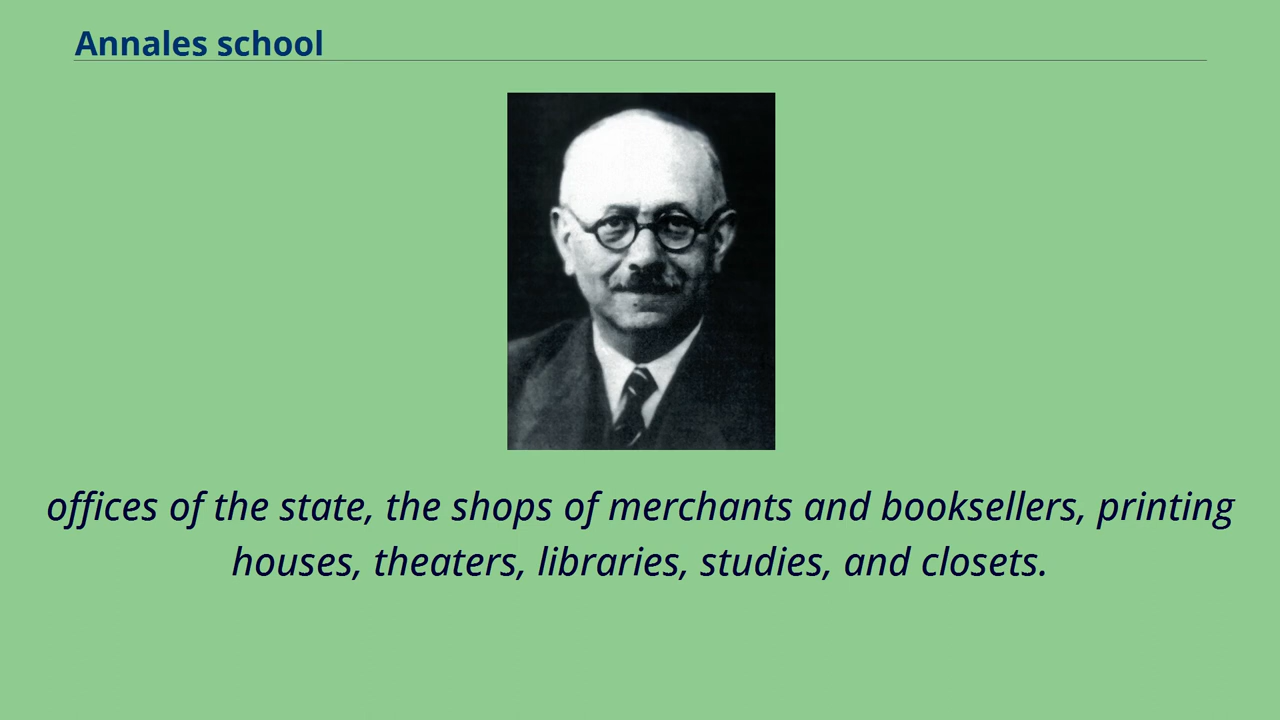 Annales school
offices of the state, the shops of merchants and booksellers, printing
houses, theaters, libraries, studies, and closets.